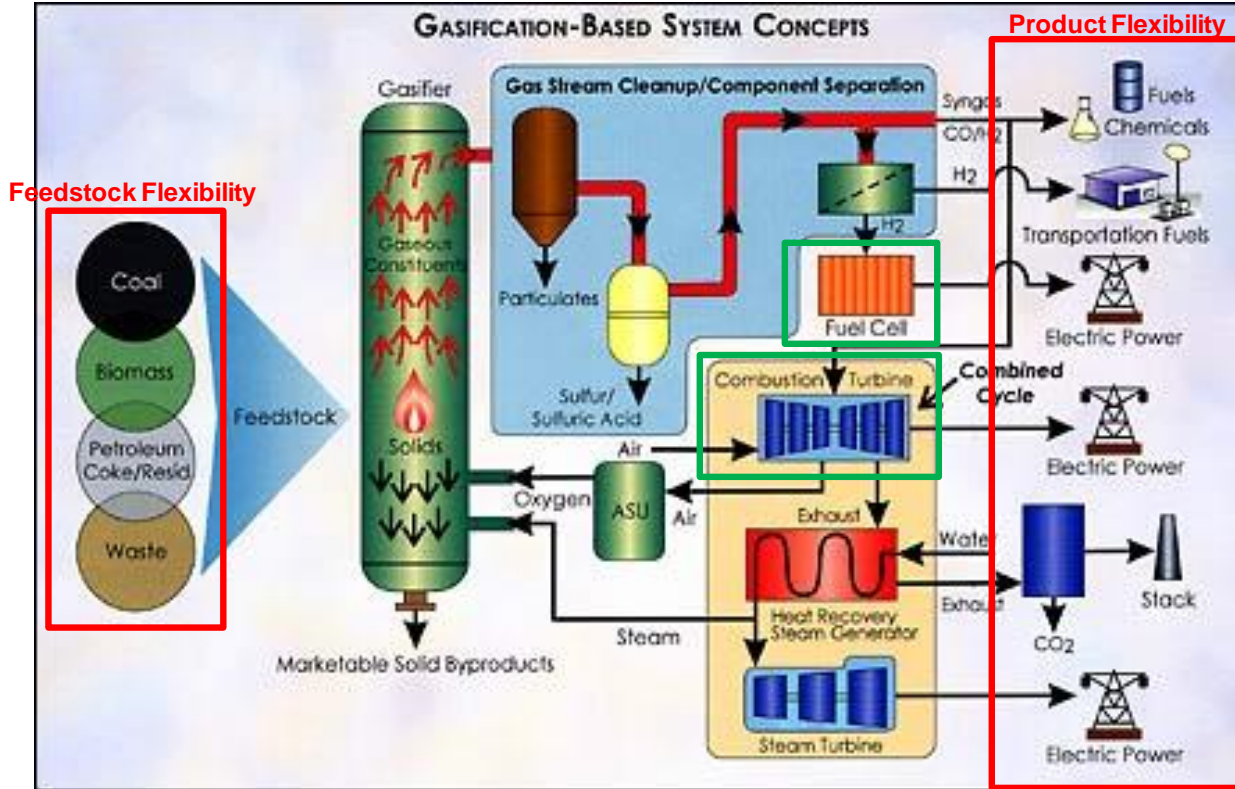 GASIFICATION-BASED SYSTEM CONCEPTS
Product Flexibility
Feedstock Flexibility
Coal
Biomass
Petroleum
Coke/Resid
Waste
Feedstock
Gasifier
Gaseous
Constituents
Solids
Marketable Solid Byproducts
Gas Stream Cleanup/Component Separation
Particulates
Sulfur/
Sulfuric Acid
Syngas
CO/H2
H2
H2
Fuel Cell
Fuels
Chemicals
Transportation Fuels
Electric Power
Combustion Turbine
Combined
Cycle
Air
Electric Power
Oxygen
ASU
Air
Exhaust
Water
Heat Recovery
Steam Generator
Exhaust
Stack
CO2
Steam
Steam Turbine
Electric Power